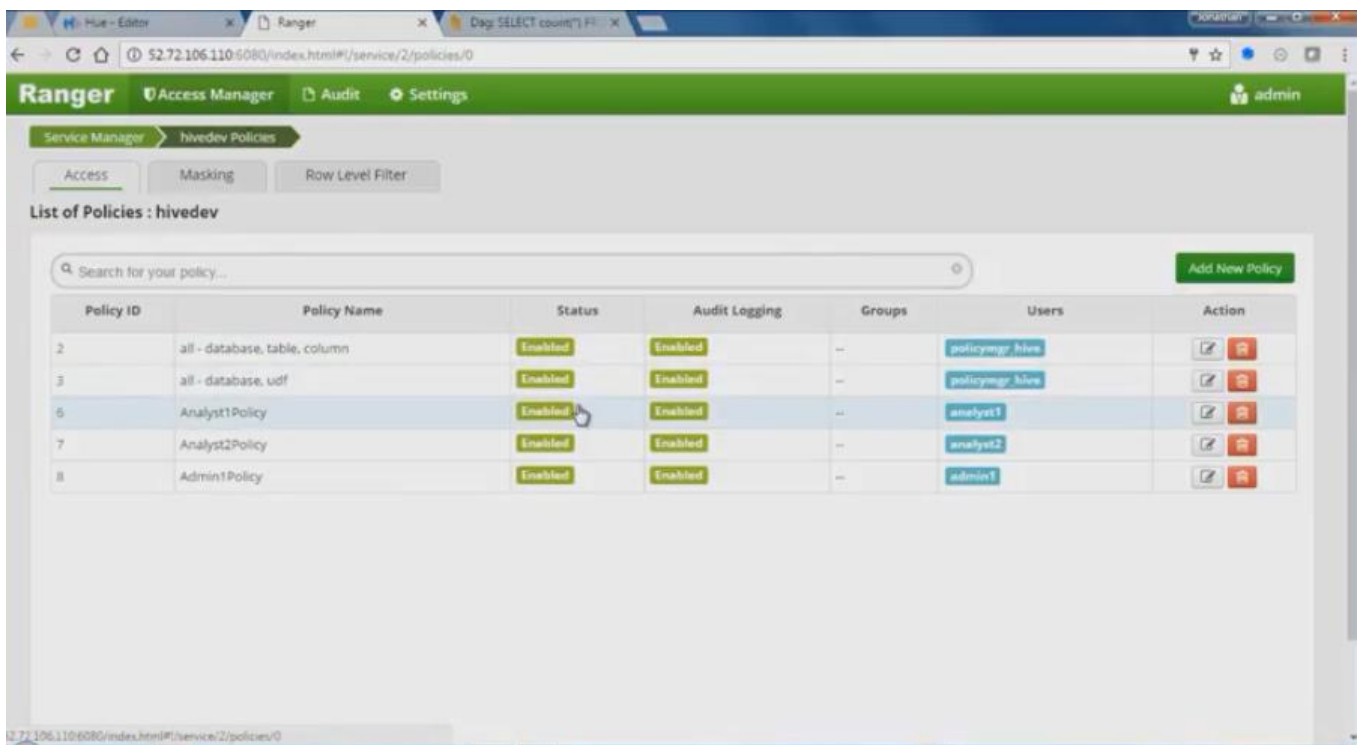 Hue - Editor Ranger Dag: SELECT count(*) Jonathan
52.72.106.110:6080/index.html#!/service/2/policies/0
Ranger Access Manager Audit Settings admin
Service Manager hivedev Policies
Access Masking Row Level Filter
List of Policies : hivedev
Search for your policy... Add New Policy
Policy ID Policy Name Status Audit Logging Groups Users Action
2 all - database, table, column Enabled Enabled -- policymgr_hive
3 all - database, udf Enabled Enabled -- policymgr_hive
6 Analyst1Policy Enabled Enabled -- analyst1
7 Analyst2Policy Enabled Enabled -- analyst2
8 Admin1Policy Enabled Enabled -- admin1
52.72.106.110:6080/index.html#!/service/2/policies/0